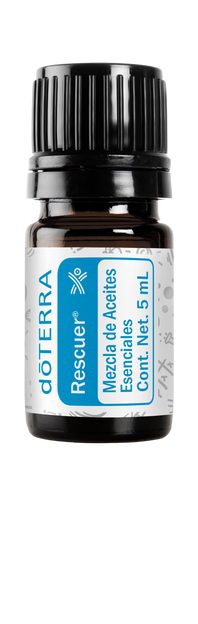 dōTERRA
Rescuer®
Mezcla de Aceites
Esenciales
Cont. Net. 5 mL